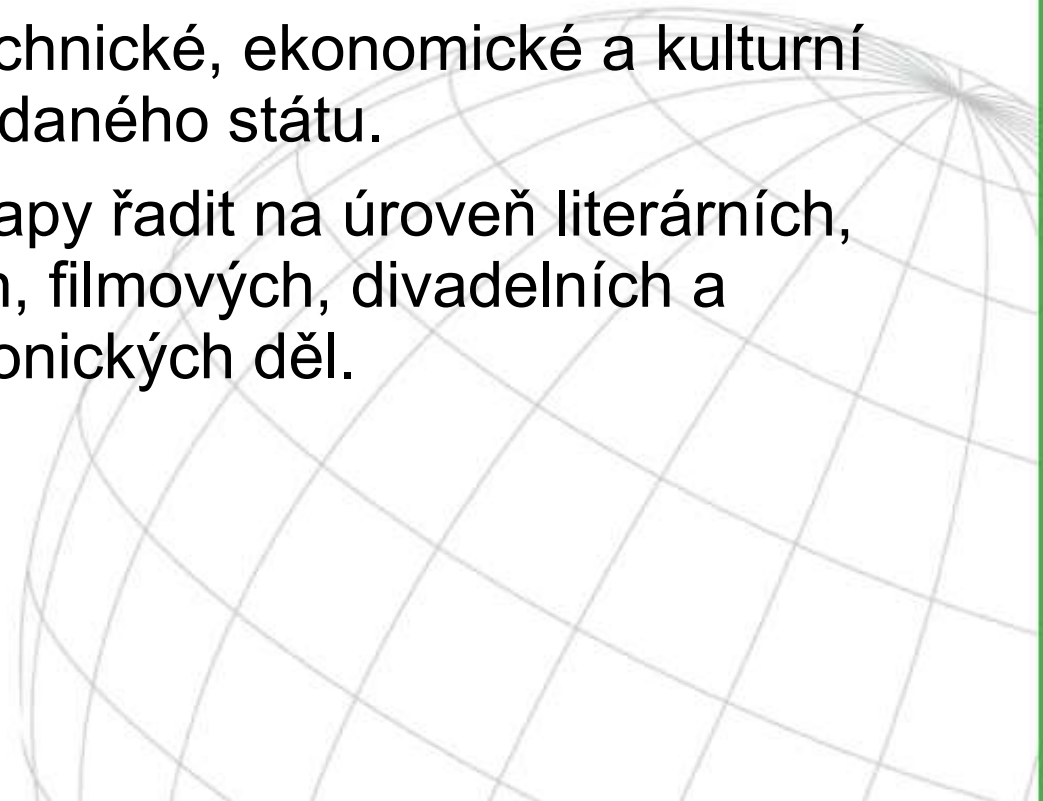 chnické, ekonomické a kulturní
daného státu.
apy řadit na úroveň literárních,
, filmových, divadelních a
onických děl.